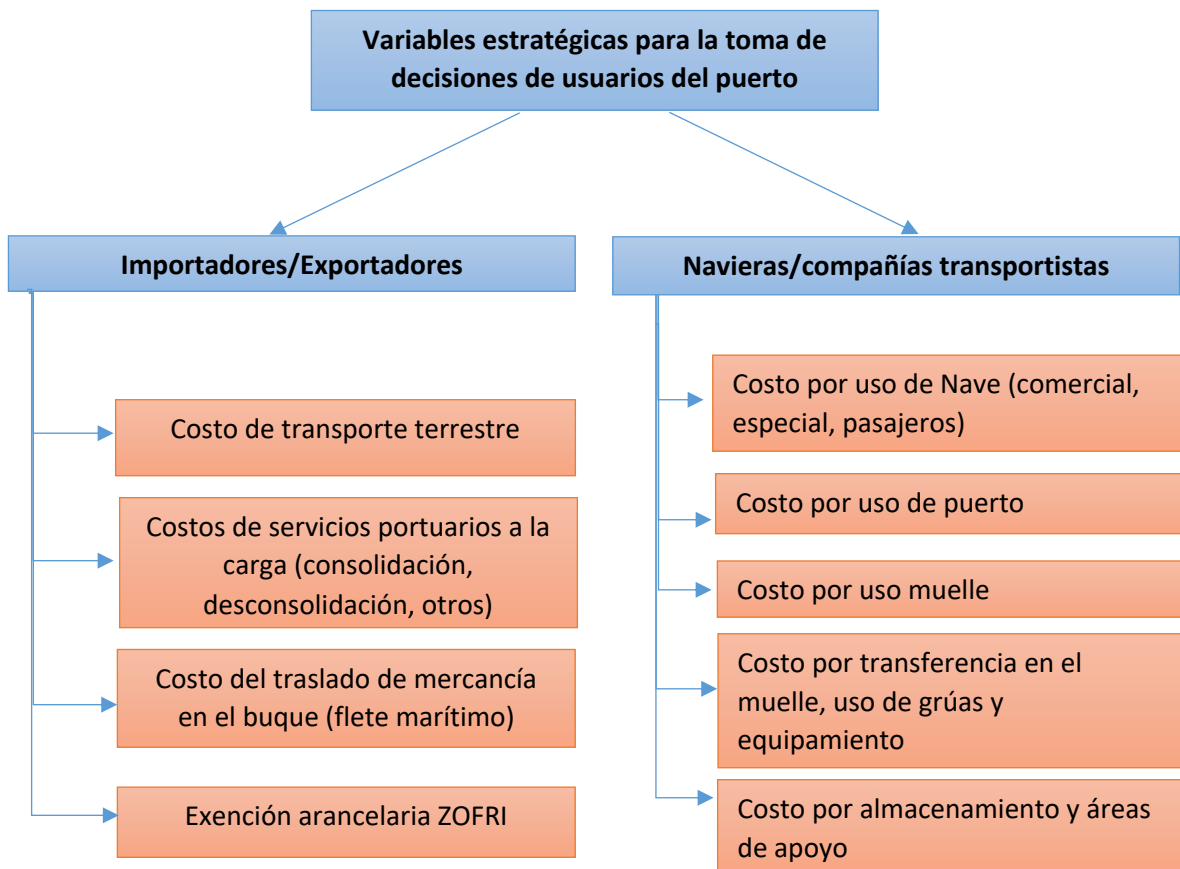 Variables estratégicas para la toma de
decisiones de usuarios del puerto
Importadores/Exportadores
Costo de transporte terrestre
Costos de servicios portuarios a la
carga (consolidación,
desconsolidación, otros)
Costo del traslado de mercancía
en el buque (flete marítimo)
Exención arancelaria ZOFRI
Navieras/compañías transportistas
Costo por uso de Nave (comercial,
especial, pasajeros)
Costo por uso de puerto
Costo por uso muelle
Costo por transferencia en el
muelle, uso de grúas y
equipamiento
Costo por almacenamiento y áreas
de apoyo